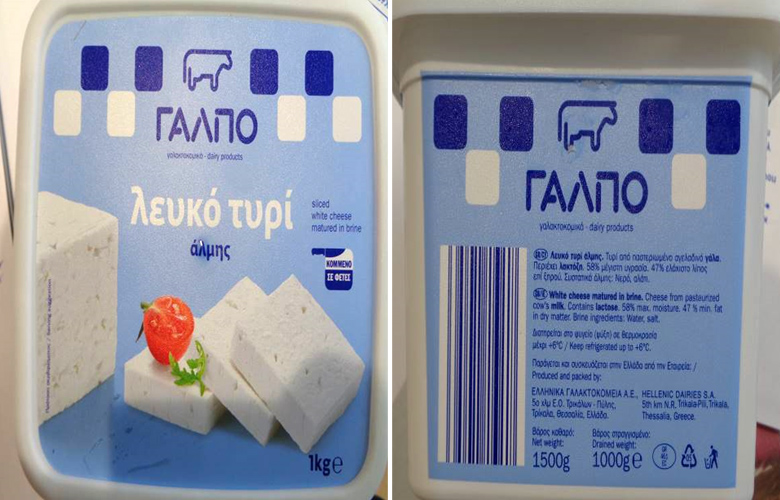 ΓΑΛΠΟ
γαλακτοκομικά - dairy products
λευκό τυρί
άλμης
sliced
white cheese
matured in brine
ΚΟΜΜΕΝΟ
ΣΕ ΦΕΤΕΣ
1kg℮
ΓΑΛΠΟ
γαλακτοκομικά - dairy products
Λευκό τυρί άλμης. Τυρί από παστεριωμένο αγελαδινό γάλα.
Περιέχει λακτόζη. 58% μέγιστη υγρασία. 47% ελάχιστο λίπος
επί ξηρού. Συστατικά άλμης: Νερό, αλάτι.
White cheese matured in brine. Cheese from pasteurized
cow's milk. Contains lactose. 58% max. moisture. 47 % min. fat
in dry matter. Brine ingredients: Water, salt.
Διατηρείται στο ψυγείο (ψύξη) σε θερμοκρασία
μέχρι +6°C / Keep refrigerated up to +6°C.
Παράγεται και συσκευάζεται στην Ελλάδα από την Εταιρεία: /
Produced and packed by:
ΕΛΛΗΝΙΚΑ ΓΑΛΑΚΤΟΚΟΜΕΙΑ Α.Ε.,
5ο χλμ Ε.Ο. Τρικάλων - Πύλης,
Τρίκαλα, Θεσσαλία, Ελλάδα.
HELLENIC DAIRIES S.A.
5th km N.R. Trikala-Pili, Trikala,
Thessalia, Greece.
Βάρος καθαρό:
Net weight:
1500g
Βάρος στραγγισμένο:
Drained weight:
1000g℮